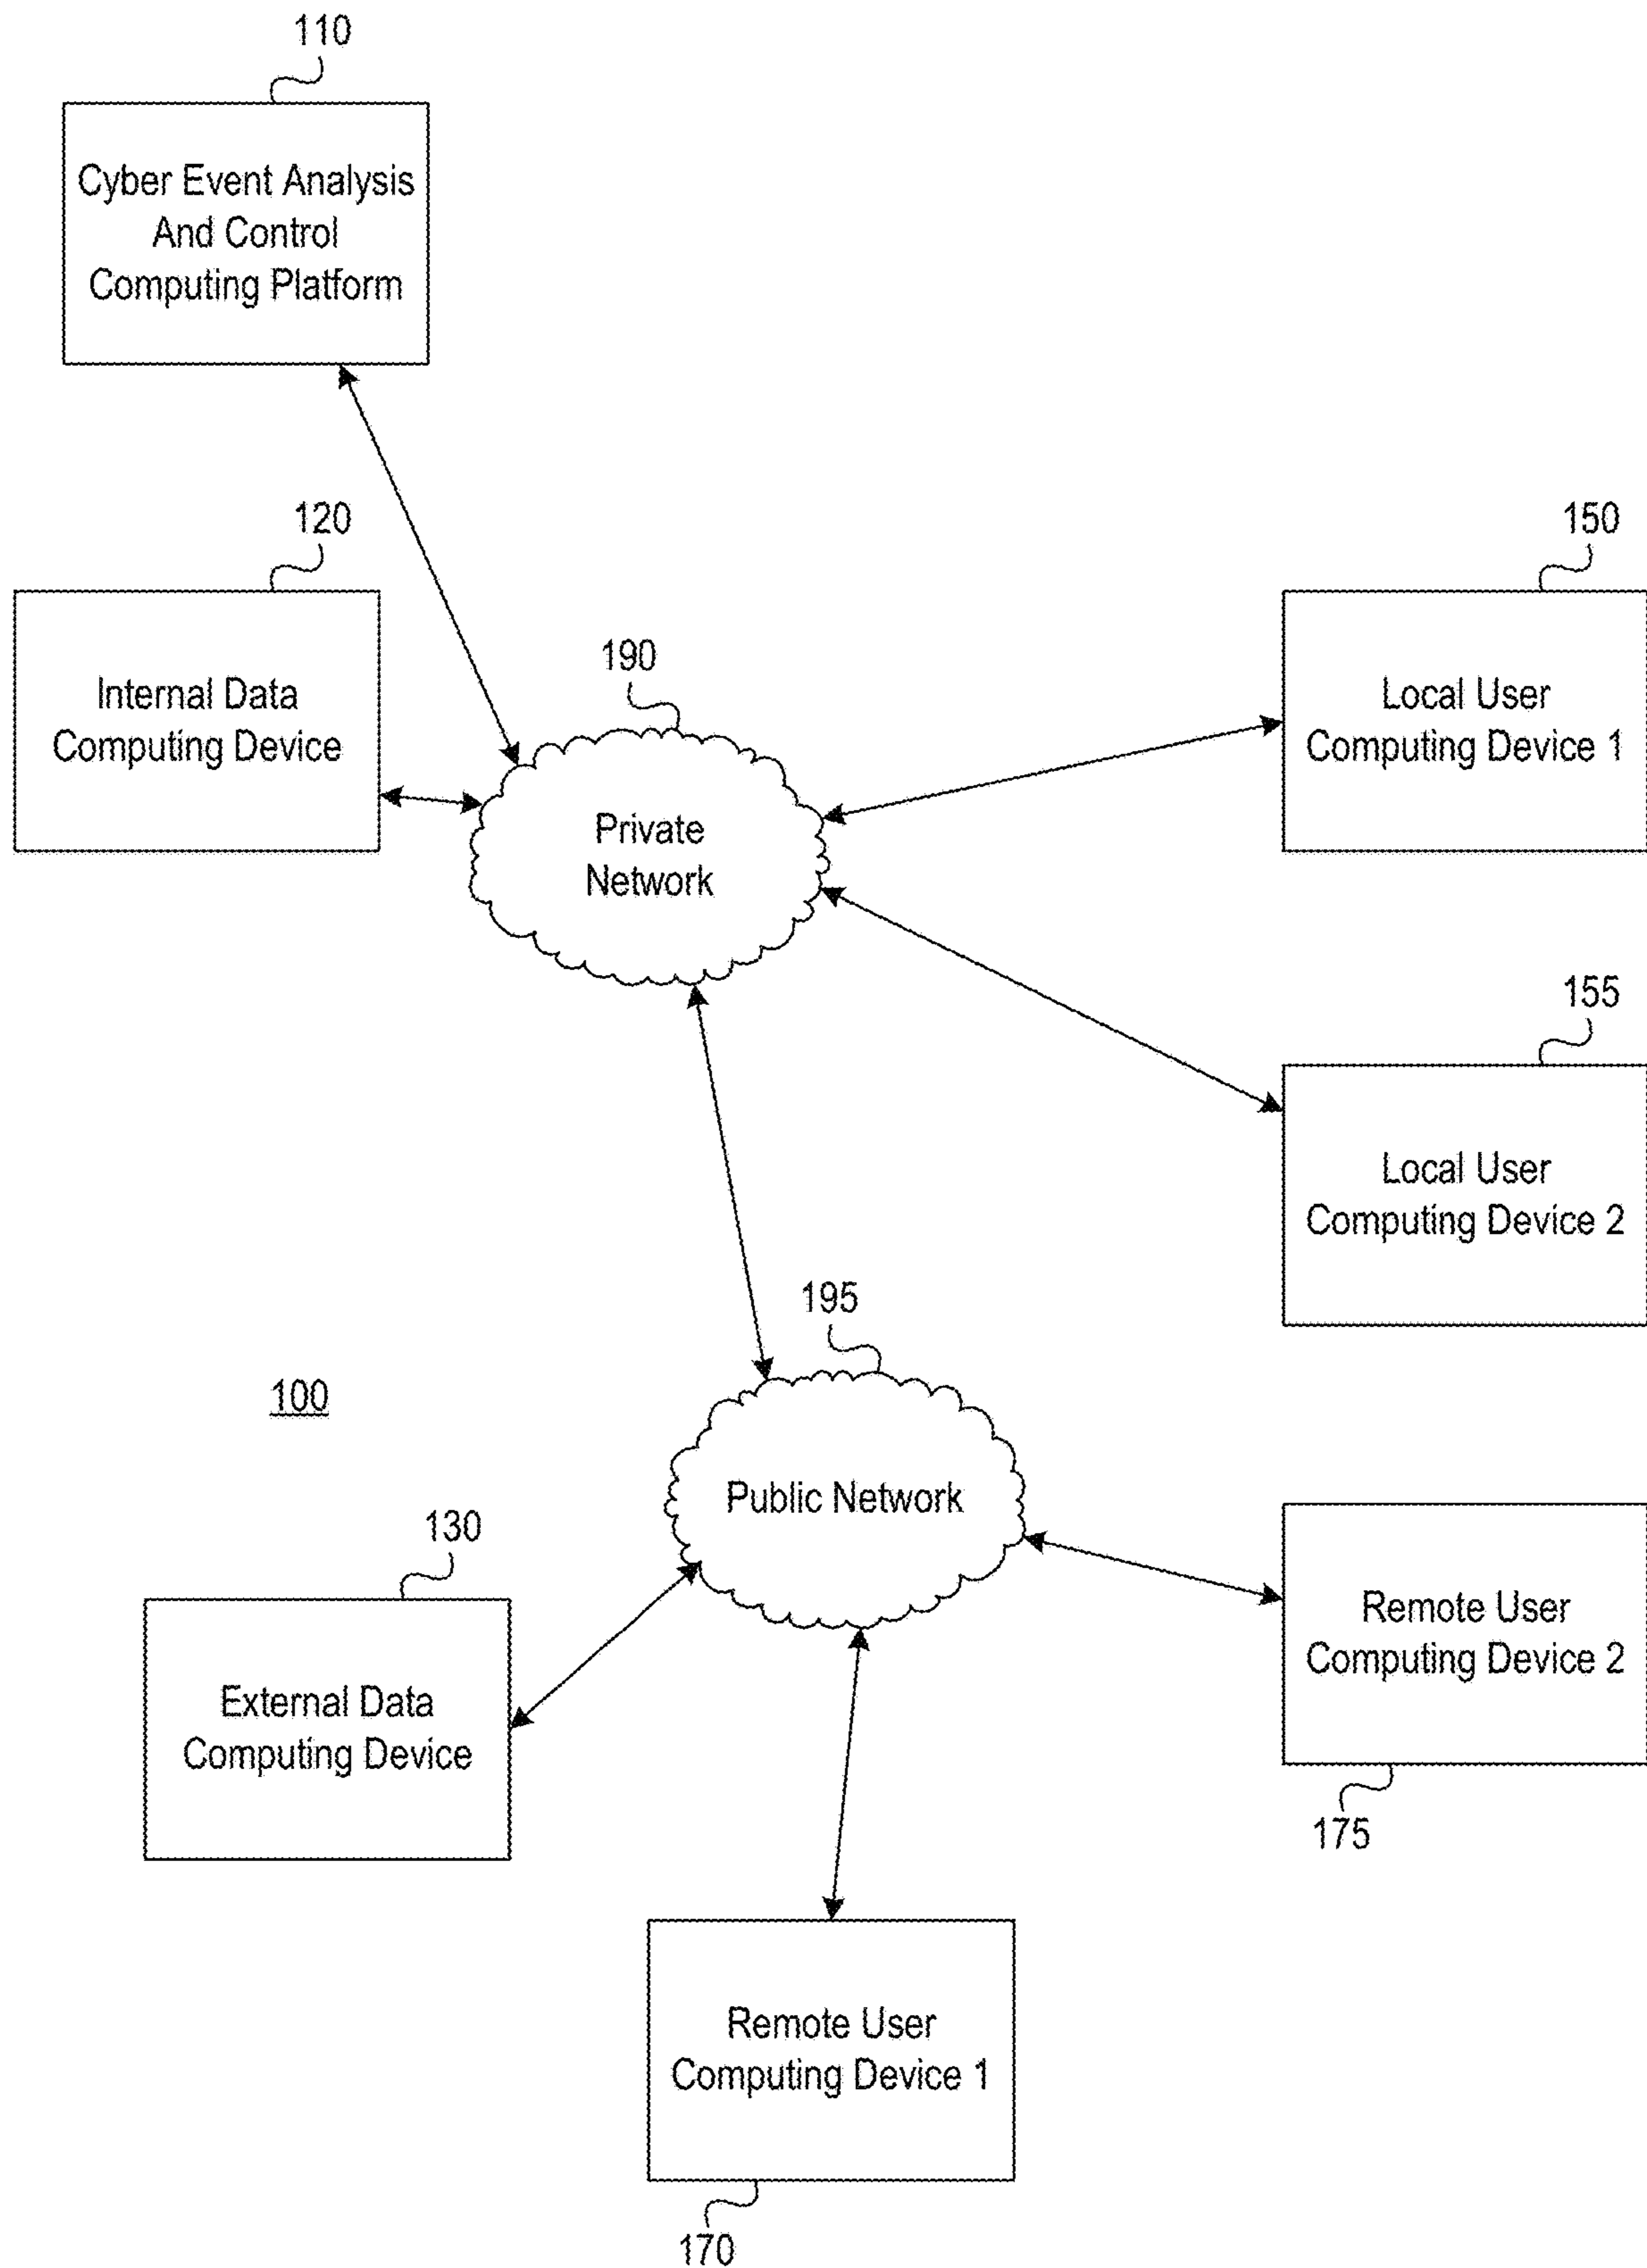 110
Cyber Event Analysis
And Control
Computing Platform
120
Internal Data
Computing Device
190
Private
Network
150
Local User
Computing Device 1
155
Local User
Computing Device 2
195
Public Network
100
130
External Data
Computing Device
Remote User
Computing Device 2
175
Remote User
Computing Device 1
170